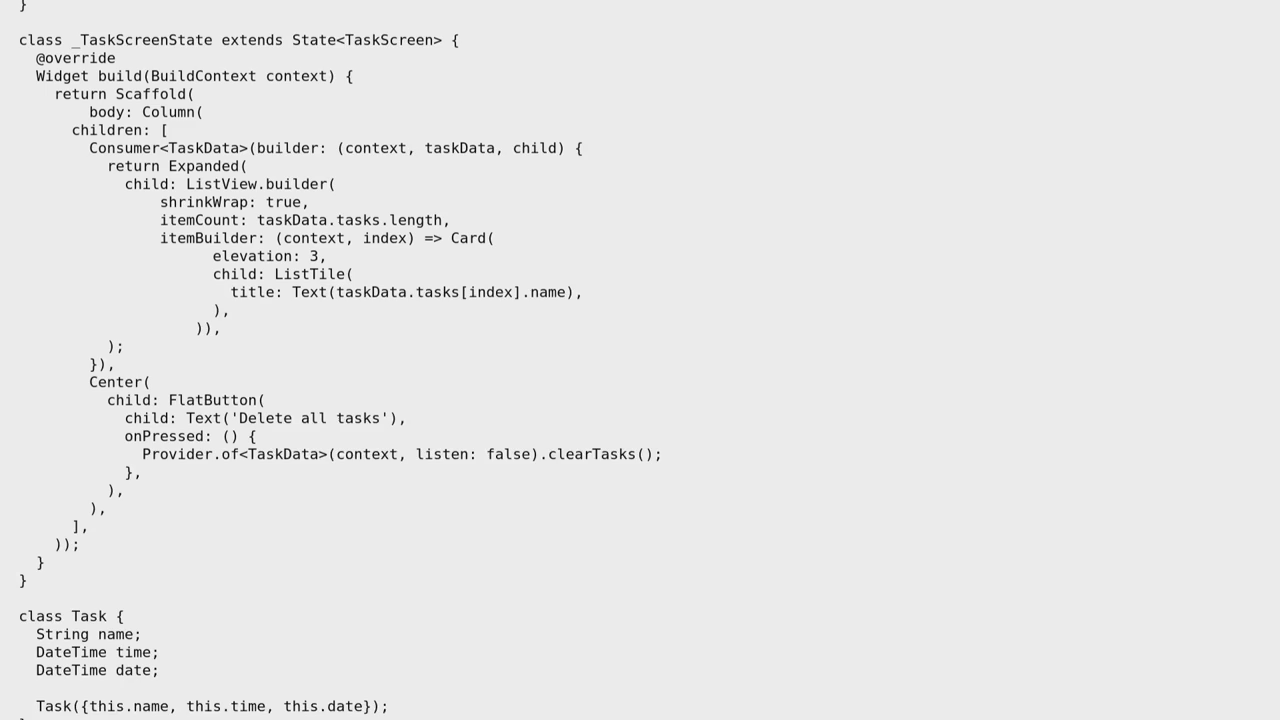 }
class _TaskScreenState extends State<TaskScreen> {
@override
Widget build(BuildContext context) {
return Scaffold(
body: Column(
children: [
Consumer<TaskData>(builder: (context, taskData, child) {
return Expanded(
child: ListView.builder(
shrinkWrap: true,
itemCount: taskData.tasks.length,
itemBuilder: (context, index) => Card(
elevation: 3,
child: ListTile(
title: Text(taskData.tasks[index].name),
),
)),
);
}),
Center(
child: FlatButton(
child: Text('Delete all tasks'),
onPressed: () {
Provider.of<TaskData>(context, listen: false).clearTasks();
},
),
),
],
));
}
}
class Task {
String name;
DateTime time;
DateTime date;
Task({this.name, this.time, this.date});